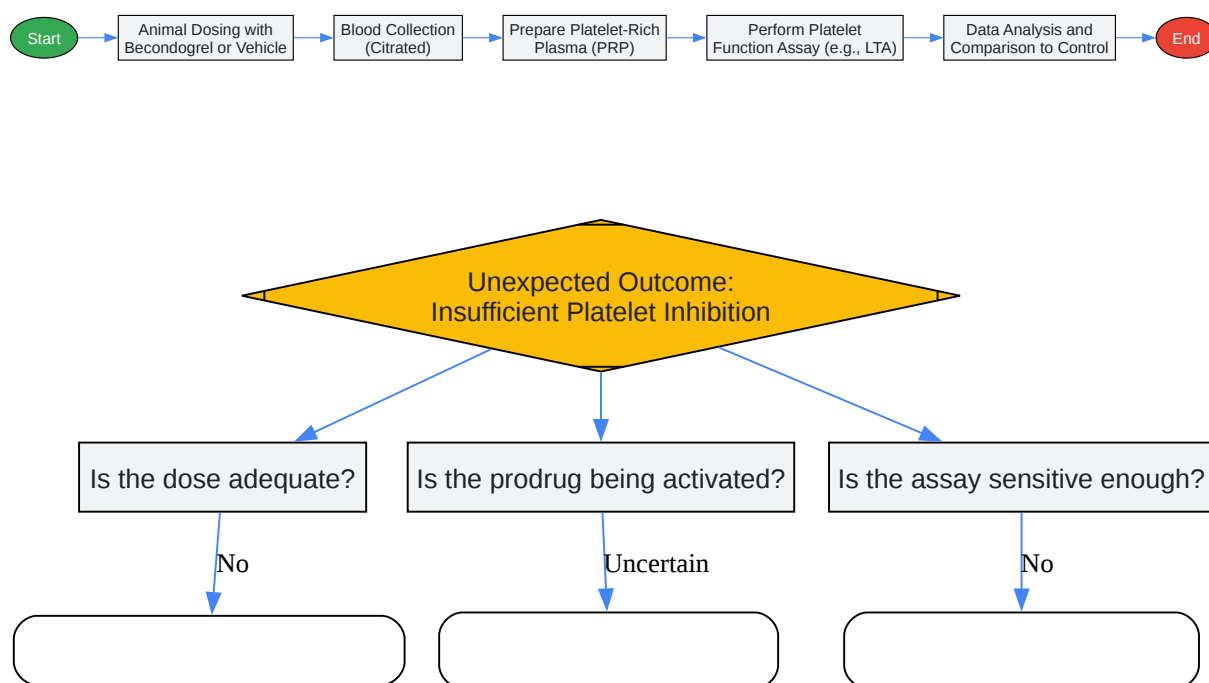 Start
Animal Dosing with
Becondogrel or Vehicle
Blood Collection
(Citrated)
Prepare Platelet-Rich
Plasma (PRP)
Perform Platelet
Function Assay (e.g., LTA)
Data Analysis and
Comparison to Control
End
Unexpected Outcome:
Insufficient Platelet Inhibition
Is the dose adequate?
Is the prodrug being activated?
Is the assay sensitive enough?
No
Uncertain
No